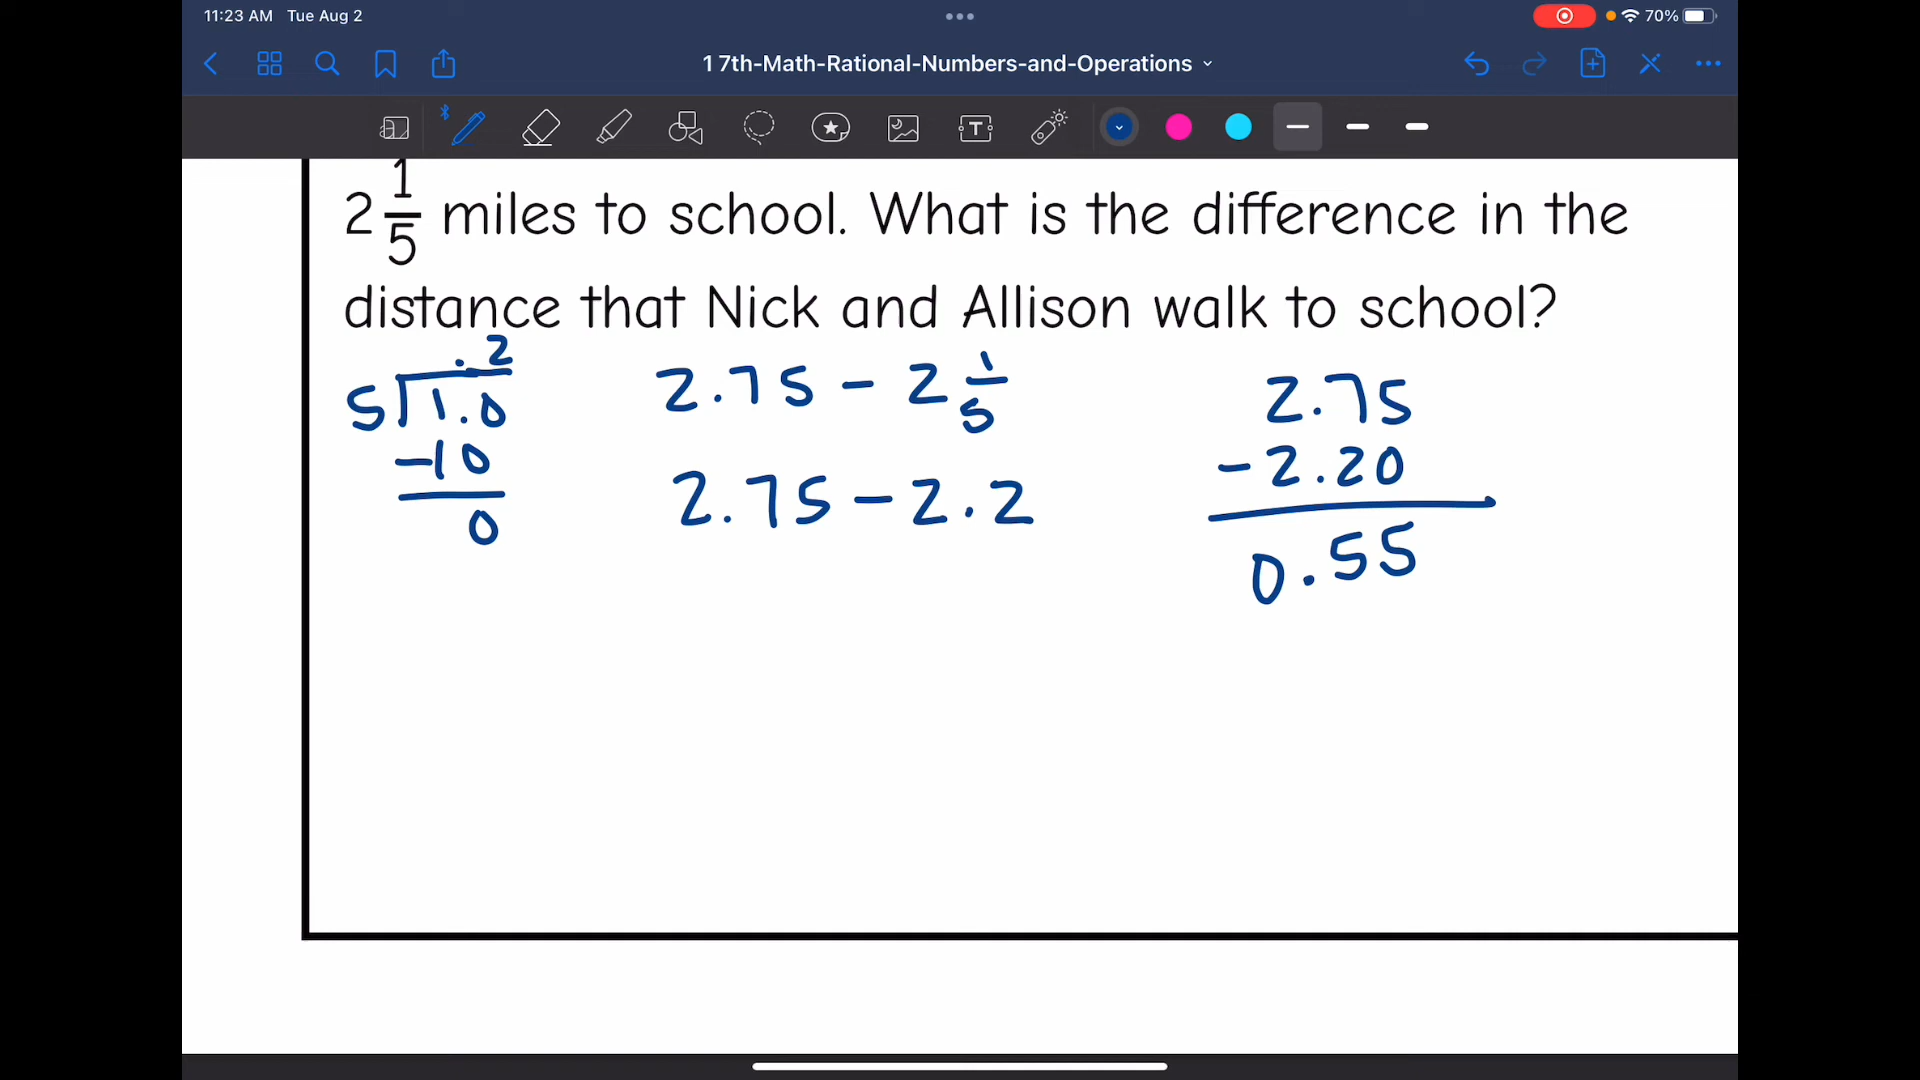 11:23 AM Tue Aug 2
70%
1 7th-Math-Rational-Numbers-and-Operations
2 1/5 miles to school. What is the difference in the
distance that Nick and Allison walk to school?
.2
5 1.0
-10
0
2.75 - 2 1/5
2.75 - 2.2
2.75
- 2.20
0.55